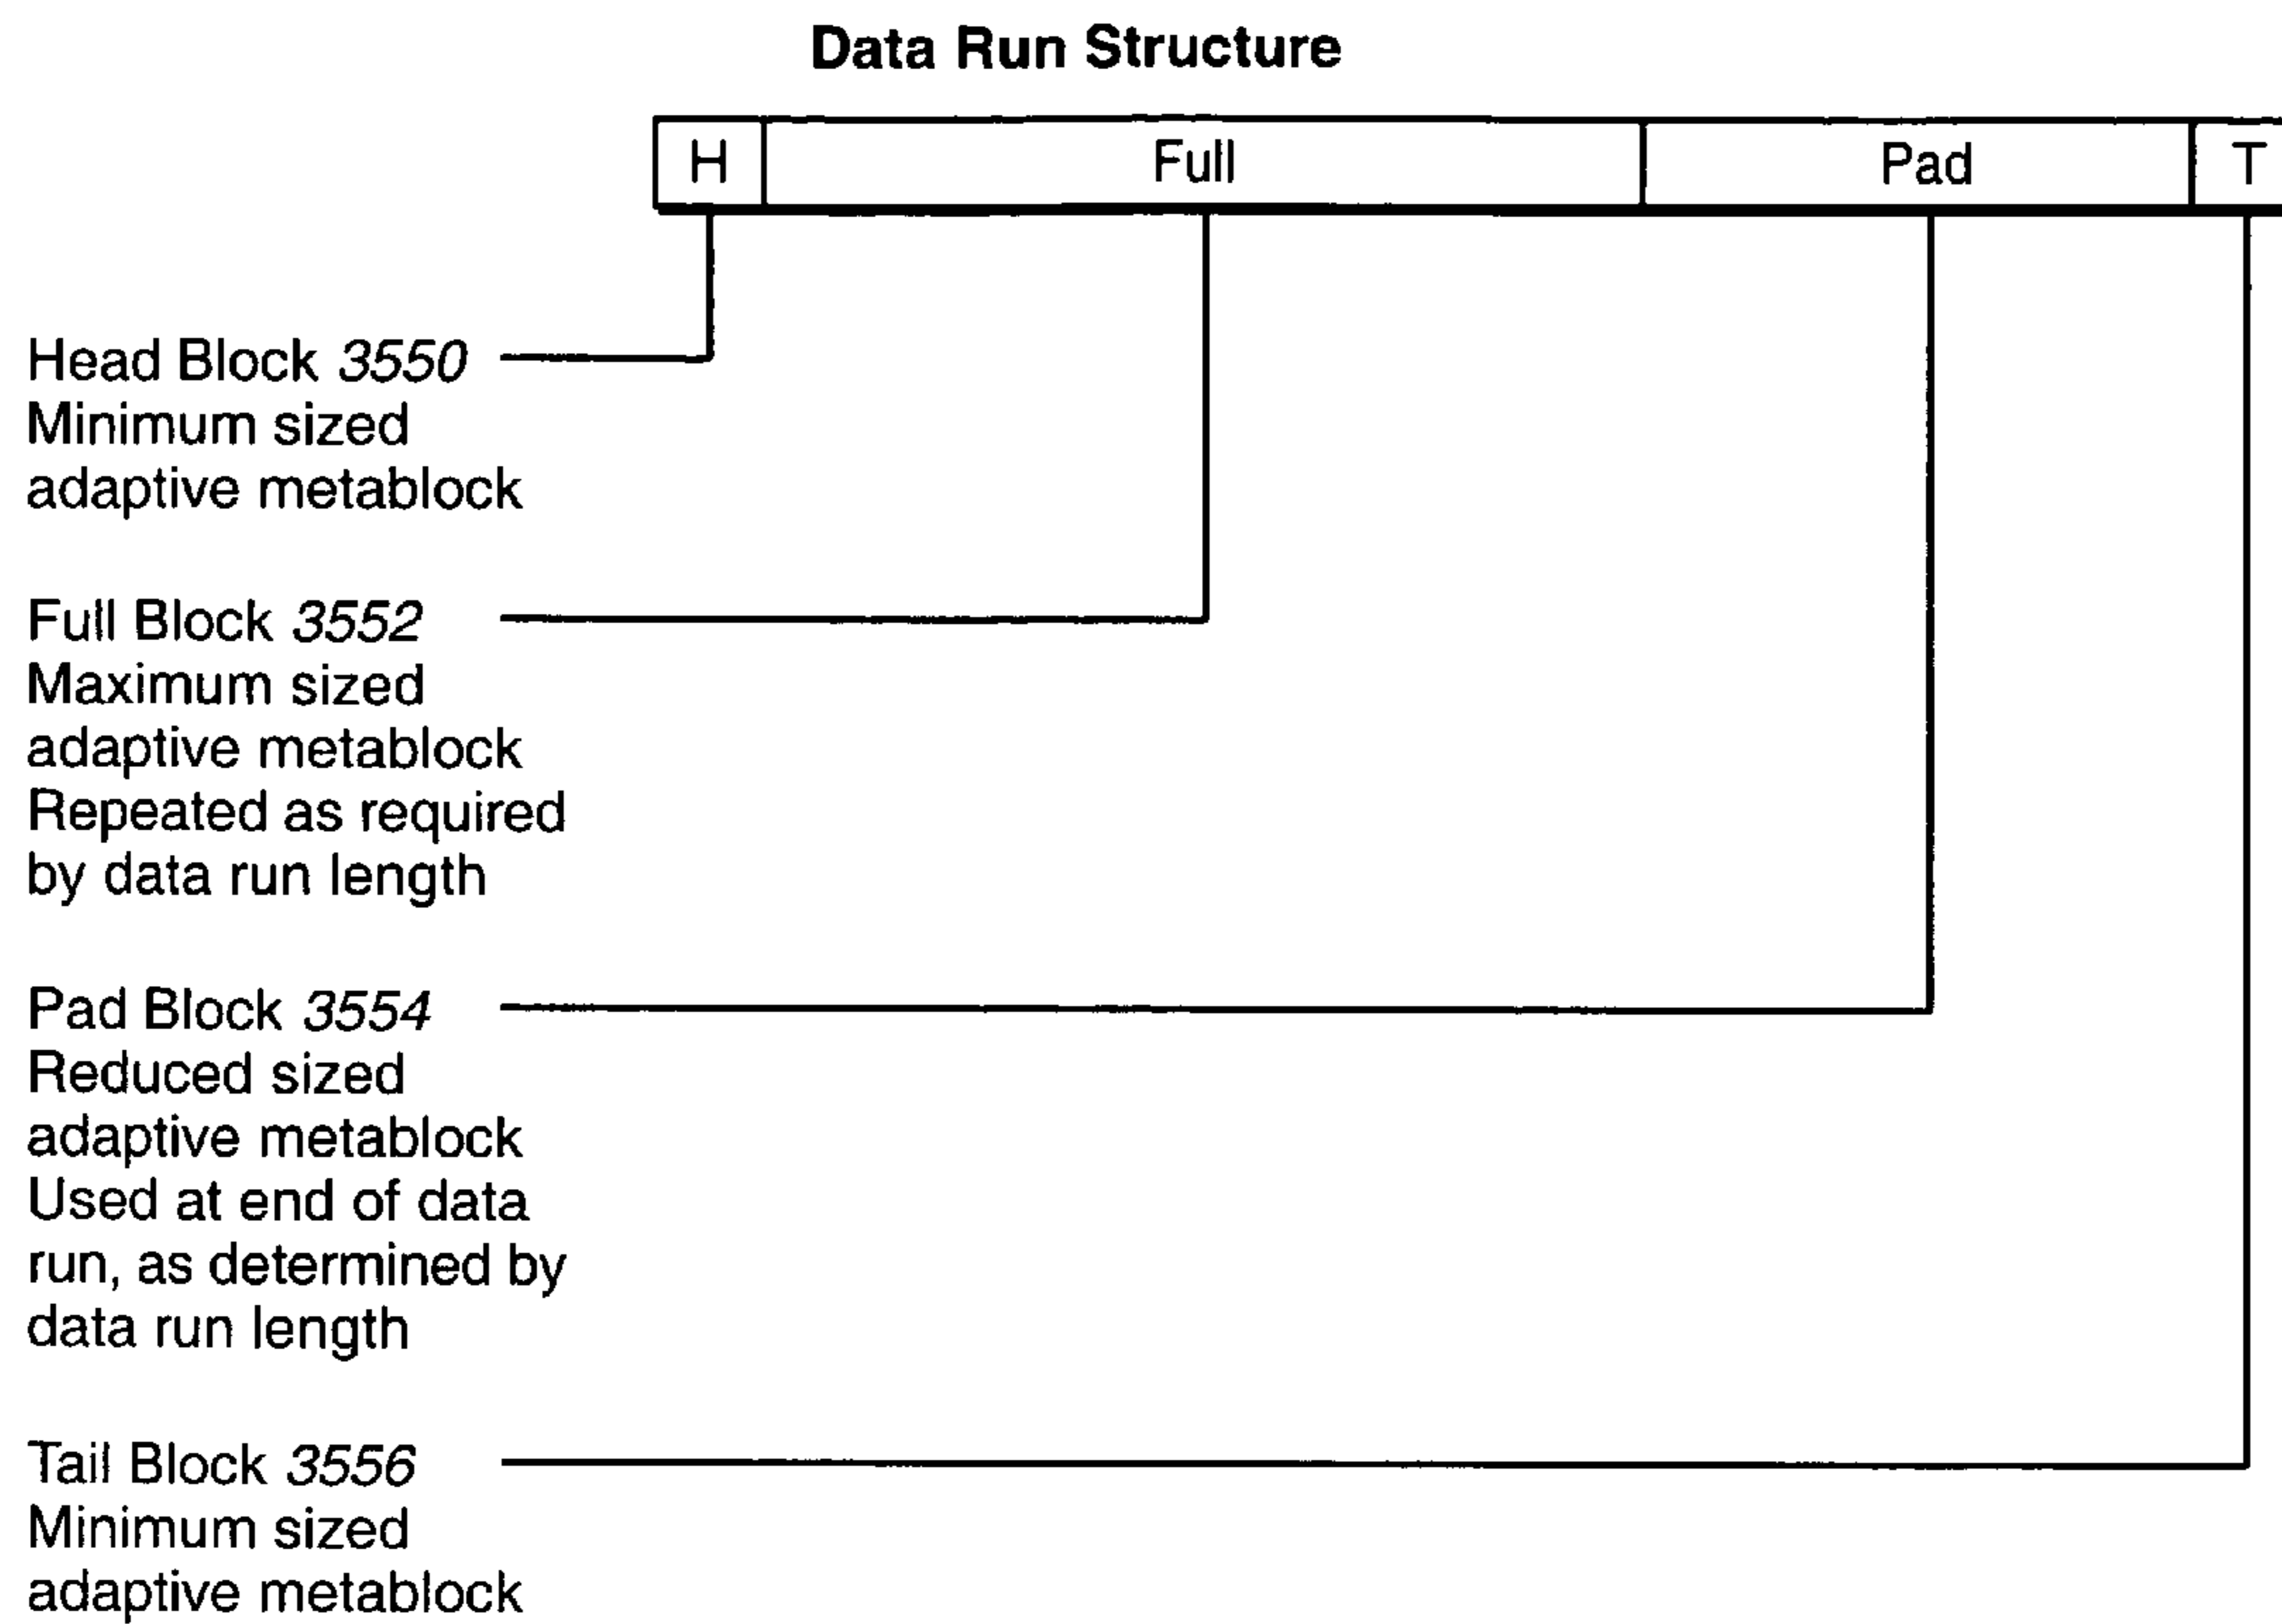 Data Run Structure
H Full Pad T
Head Block 3550
Minimum sized
adaptive metablock
Full Block 3552
Maximum sized
adaptive metablock
Repeated as required
by data run length
Pad Block 3554
Reduced sized
adaptive metablock
Used at end of data
run, as determined by
data run length
Tail Block 3556
Minimum sized
adaptive metablock